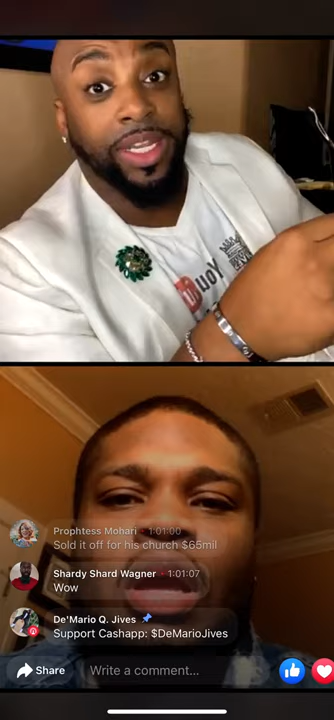 You
Prophtess Mohari · 1:01:00
Sold it off for his church $65mil
Shardy Shard Wagner · 1:01:07
Wow
De'Mario Q. Jives
Support Cashapp: $DeMarioJives
Share
Write a comment...